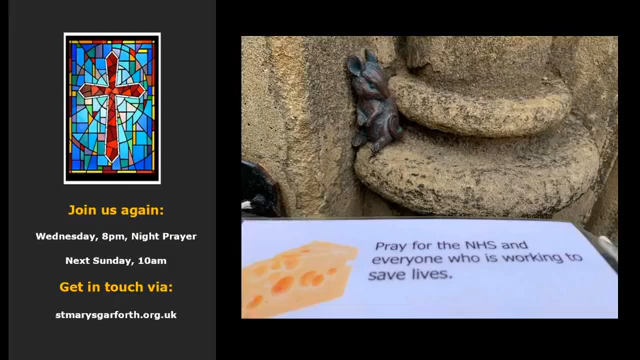 Join us again:
Wednesday, 8pm, Night Prayer
Next Sunday, 10am
Get in touch via:
stmarysgarforth.org.uk
Pray for the NHS and
everyone who is working to
save lives.